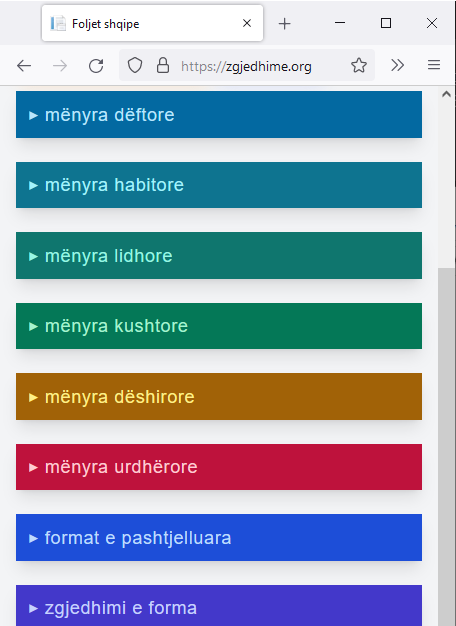 Foljet shqipe
https://zgjedhime.org
mënyra dëftore
mënyra habitore
mënyra lidhore
mënyra kushtore
mënyra dëshirore
mënyra urdhërore
format e pashtjelluara
zgjedhimi e forma